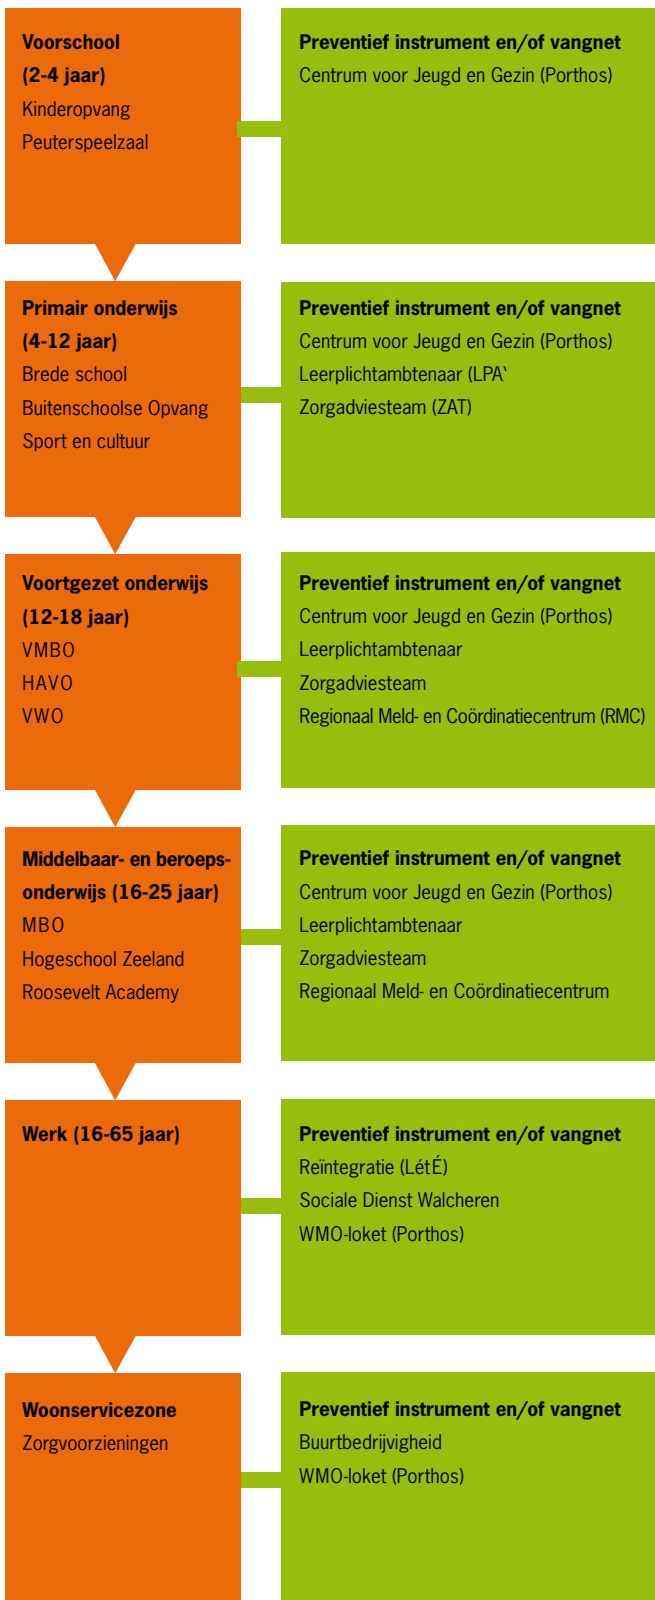 Voorschool
(2-4 jaar)
Kinderopvang
Peuterspeelzaal
Preventief instrument en/of vangnet
Centrum voor Jeugd en Gezin (Porthos)
Primair onderwijs
(4-12 jaar)
Brede school
Buitenschoolse Opvang
Sport en cultuur
Preventief instrument en/of vangnet
Centrum voor Jeugd en Gezin (Porthos)
Leerplichtambtenaar (LPA‵
Zorgadviesteam (ZAT)
Voortgezet onderwijs
(12-18 jaar)
VMBO
HAVO
VWO
Preventief instrument en/of vangnet
Centrum voor Jeugd en Gezin (Porthos)
Leerplichtambtenaar
Zorgadviesteam
Regionaal Meld- en Coördinatiecentrum (RMC)
Middelbaar- en beroeps-
onderwijs (16-25 jaar)
MBO
Hogeschool Zeeland
Roosevelt Academy
Preventief instrument en/of vangnet
Centrum voor Jeugd en Gezin (Porthos)
Leerplichtambtenaar
Zorgadviesteam
Regionaal Meld- en Coördinatiecentrum
Werk (16-65 jaar)
Preventief instrument en/of vangnet
Reïntegratie (LétÉ)
Sociale Dienst Walcheren
WMO-loket (Porthos)
Woonservicezone
Zorgvoorzieningen
Preventief instrument en/of vangnet
Buurtbedrijvigheid
WMO-loket (Porthos)